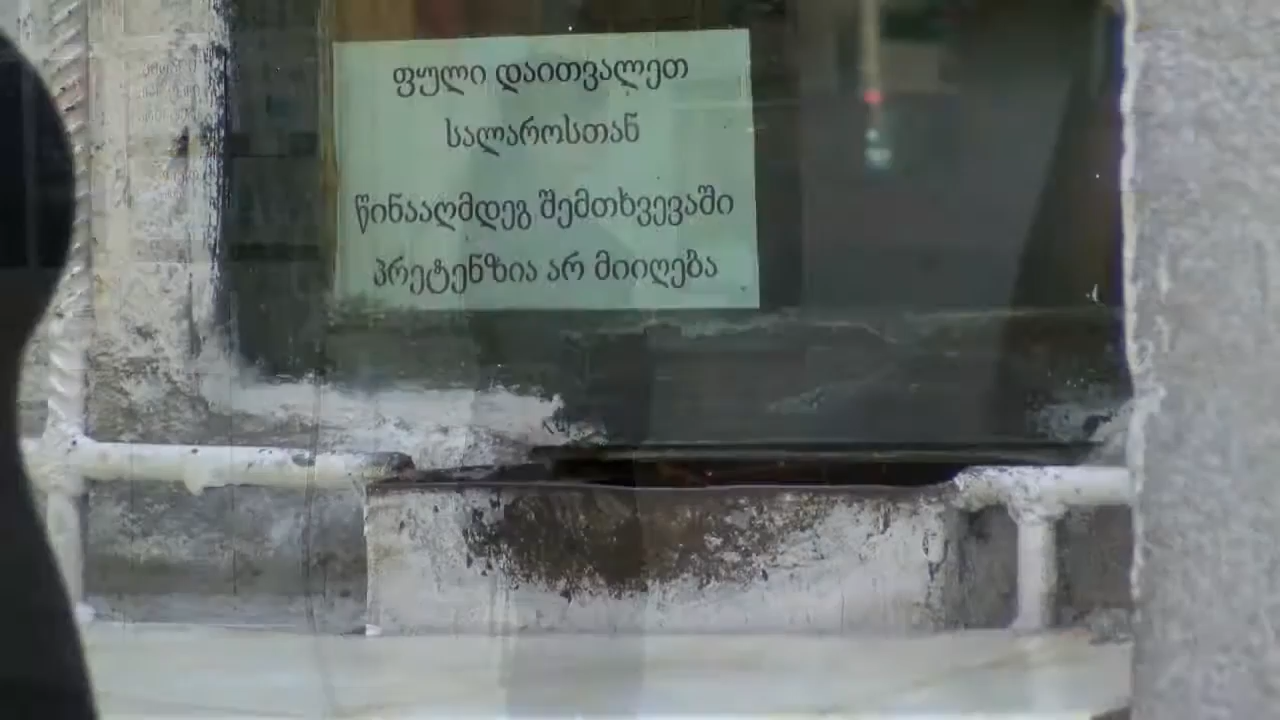 ფული დაითვალეთ
სალაროსთან
წინააღმდეგ შემთხვევაში
პრეტენზია არ მიიღება